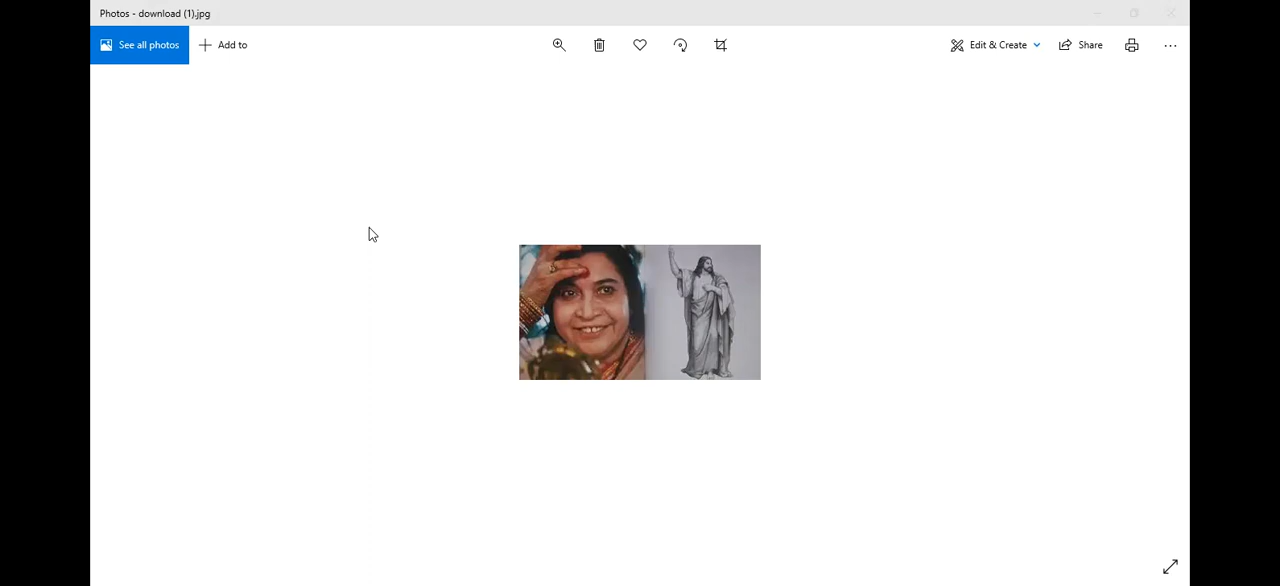 Photos - download (1).jpg
See all photos
Add to
Edit & Create
Share